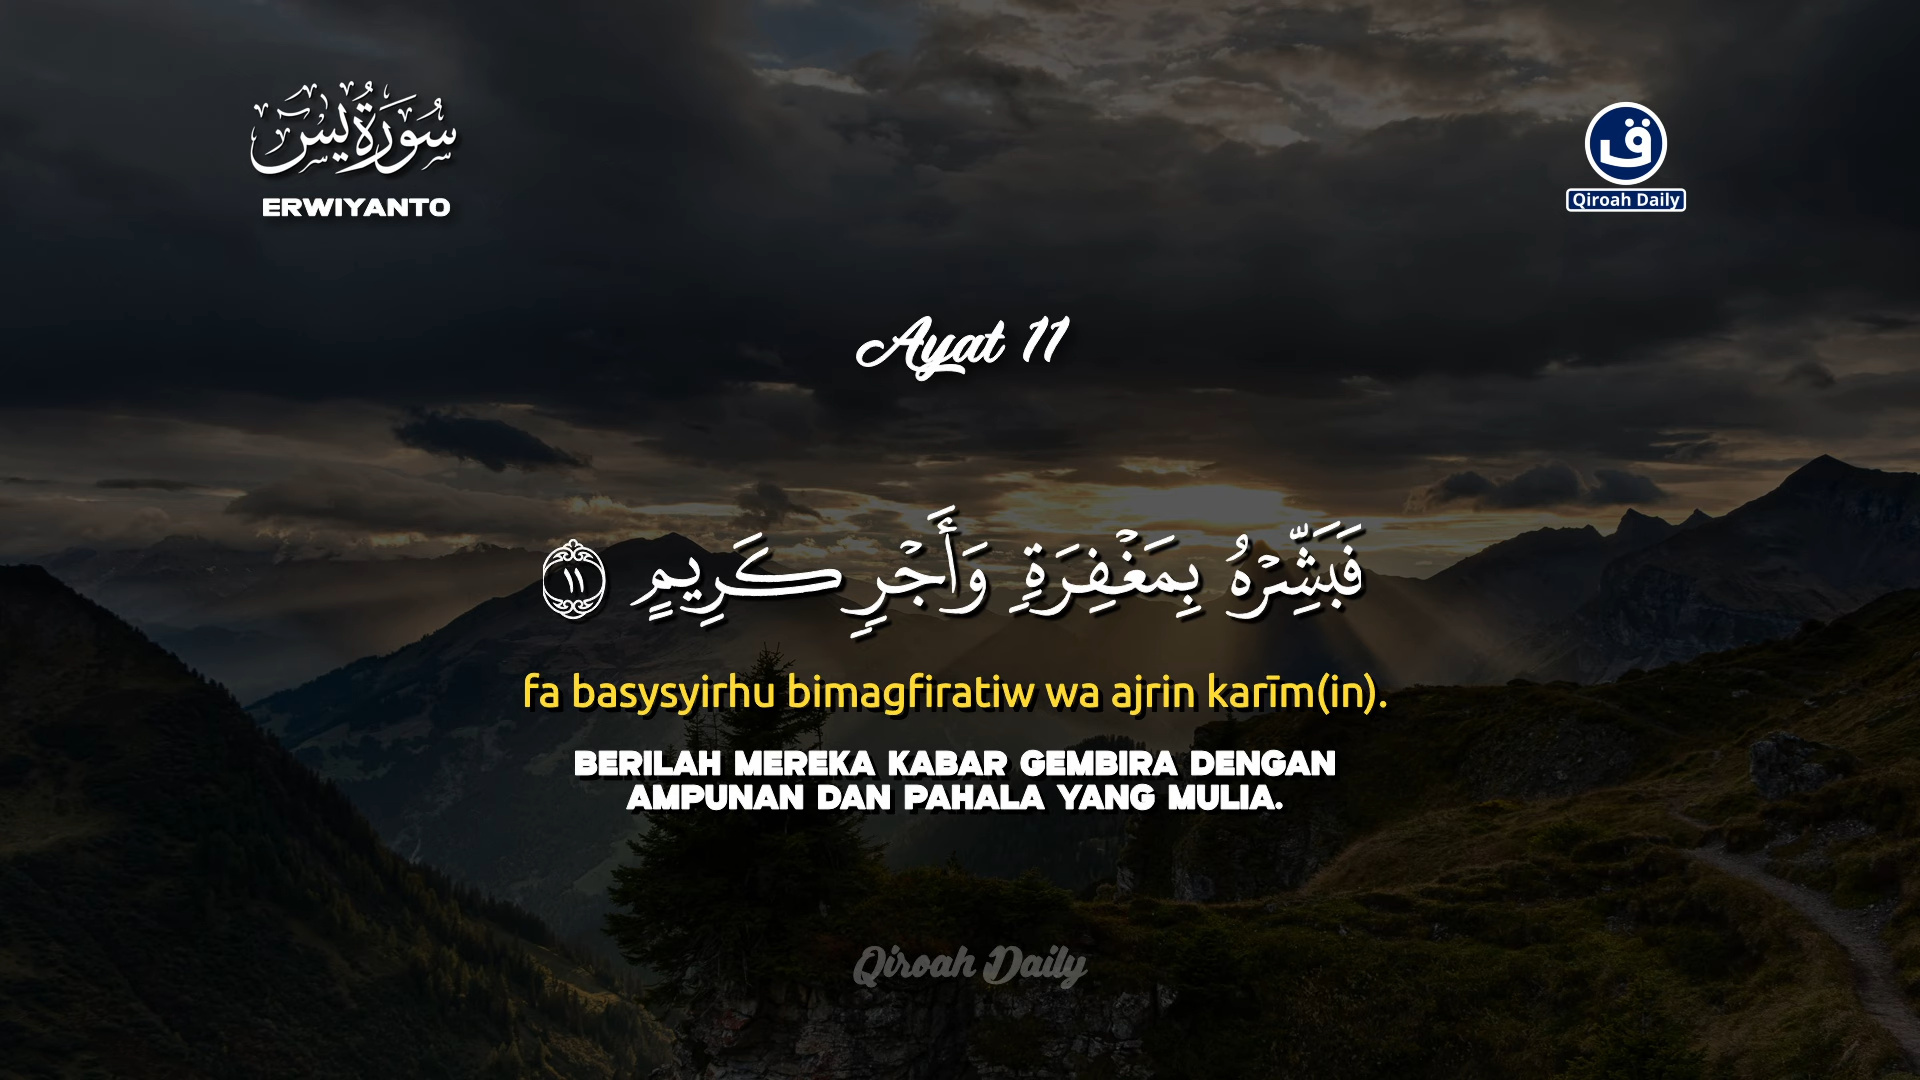 سُورَةُ يٰسٓ
ERWIYANTO
ق
Qiroah Daily
Ayat 11
فَبَشِّرْهُ بِمَغْفِرَةٍ وَأَجْرٍ كَرِيمٍ ١١
fa basysyirhu bimagfiratiw wa ajrin karīm(in).
BERILAH MEREKA KABAR GEMBIRA DENGAN
AMPUNAN DAN PAHALA YANG MULIA.
Qiroah Daily